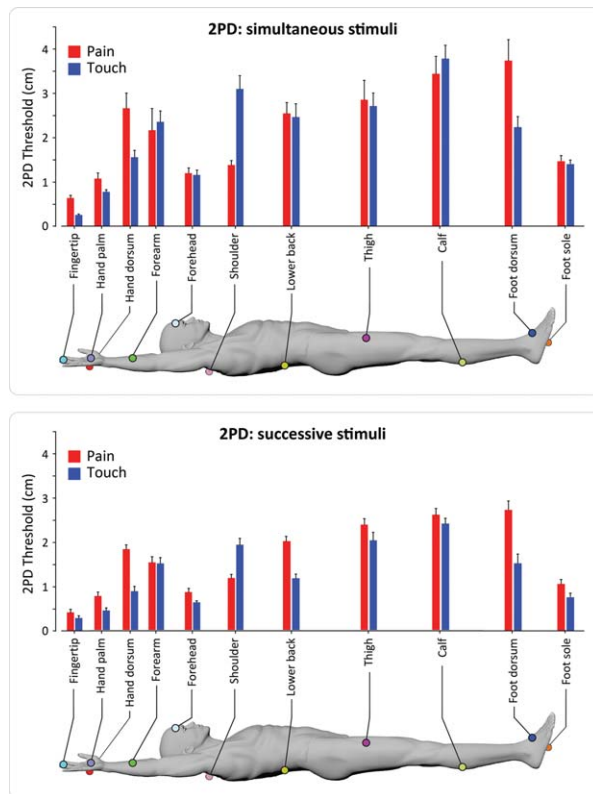 2PD: simultaneous stimuli
Pain
Touch
2PD Threshold (cm)
4
3
2
1
0
Fingertip
Hand palm
Hand dorsum
Forearm
Forehead
Shoulder
Lower back
Thigh
Calf
Foot dorsum
Foot sole
2PD: successive stimuli
Pain
Touch
2PD Threshold (cm)
4
3
2
1
0
Fingertip
Hand palm
Hand dorsum
Forearm
Forehead
Shoulder
Lower back
Thigh
Calf
Foot dorsum
Foot sole